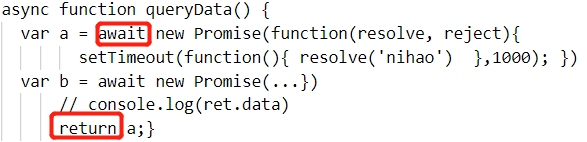 async function queryData() {
var a = await new Promise(function(resolve, reject){
setTimeout(function(){ resolve('nihao') },1000); })
var b = await new Promise(...})
// console.log(ret.data)
return a;}